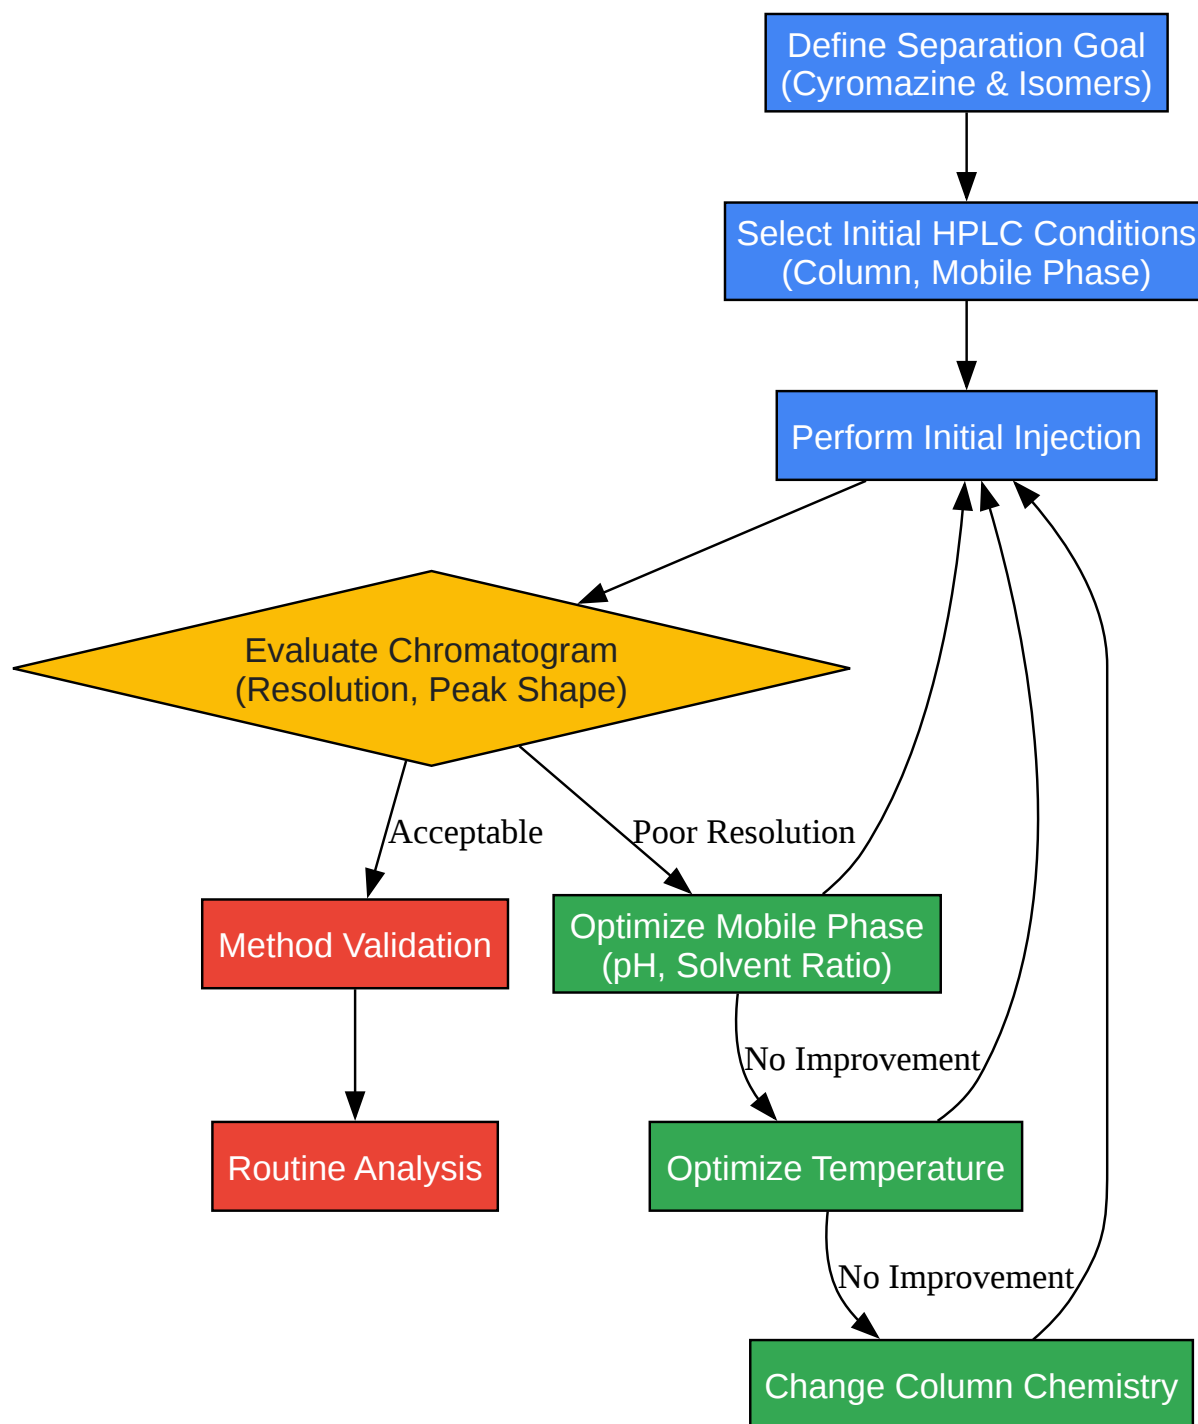 Define Separation Goal
(Cyromazine & Isomers)
Select Initial HPLC Conditions
(Column, Mobile Phase)
Perform Initial Injection
Evaluate Chromatogram
(Resolution, Peak Shape)
Acceptable
Poor Resolution
Method Validation
Optimize Mobile Phase
(pH, Solvent Ratio)
No Improvement
Routine Analysis
Optimize Temperature
No Improvement
Change Column Chemistry